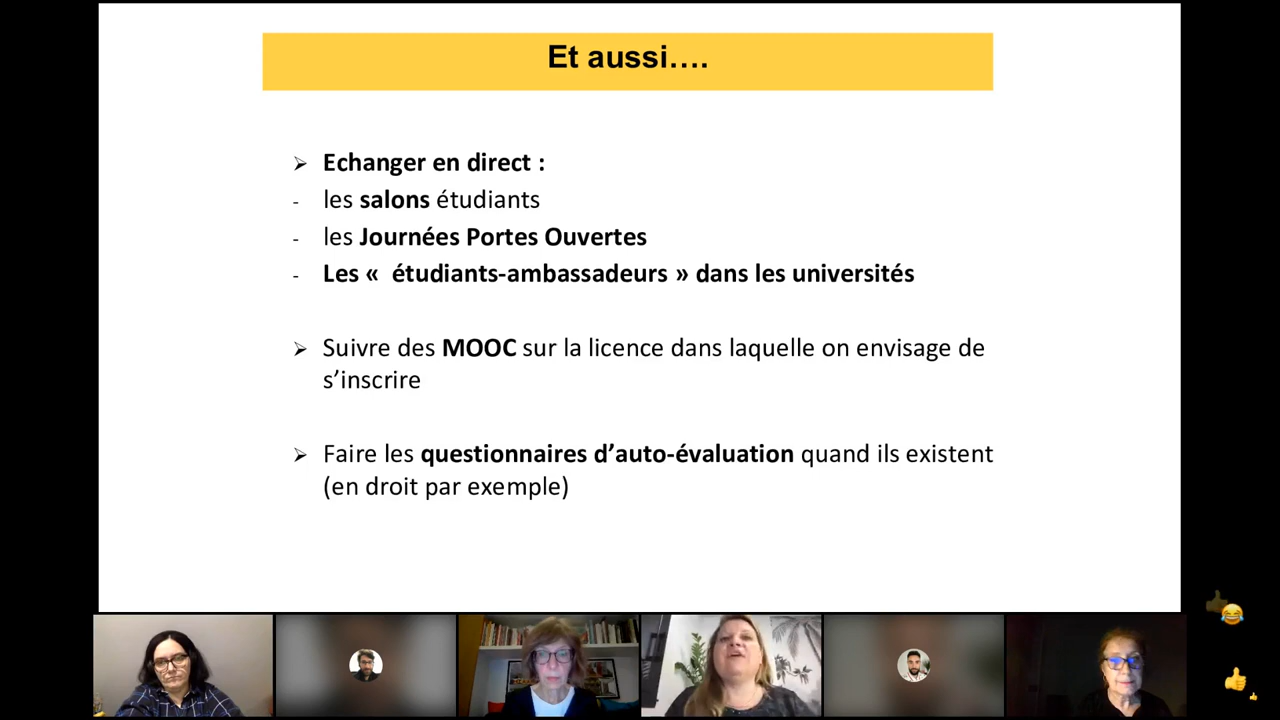 Et aussi….
➢ Echanger en direct :
- les salons étudiants
- les Journées Portes Ouvertes
- Les «  étudiants-ambassadeurs » dans les universités
➢ Suivre des MOOC sur la licence dans laquelle on envisage de
s’inscrire
➢ Faire les questionnaires d’auto-évaluation quand ils existent
(en droit par exemple)